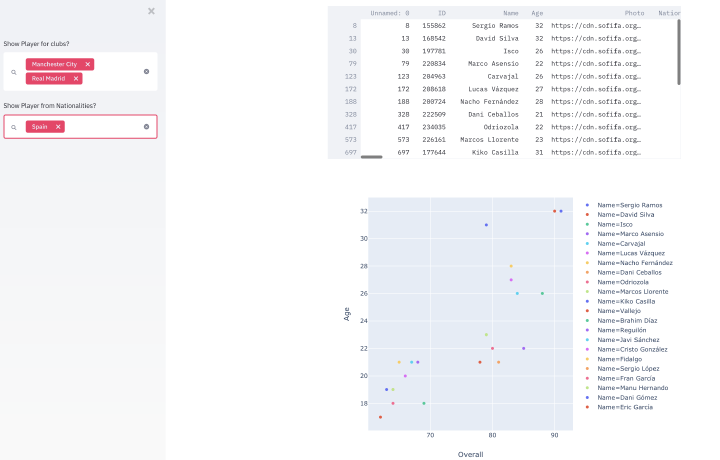 ×
Show Player for clubs?
Manchester City ×
Real Madrid ×
Show Player from Nationalities?
Spain ×
Unnamed: 0 ID Name Age Photo Nation
8 8 155862 Sergio Ramos 32 https://cdn.sofifa.org…
13 13 168542 David Silva 32 https://cdn.sofifa.org…
30 30 197781 Isco 26 https://cdn.sofifa.org…
79 79 220834 Marco Asensio 22 https://cdn.sofifa.org…
123 123 204963 Carvajal 26 https://cdn.sofifa.org…
172 172 208618 Lucas Vázquez 27 https://cdn.sofifa.org…
188 188 200724 Nacho Fernández 28 https://cdn.sofifa.org…
328 328 222509 Dani Ceballos 21 https://cdn.sofifa.org…
417 417 234035 Odriozola 22 https://cdn.sofifa.org…
573 573 226161 Marcos Llorente 23 https://cdn.sofifa.org…
697 697 177644 Kiko Casilla 31 https://cdn.sofifa.org…
32
30
28
26
24
22
20
18
Age
70 80 90
Overall
Name=Sergio Ramos
Name=David Silva
Name=Isco
Name=Marco Asensio
Name=Carvajal
Name=Lucas Vázquez
Name=Nacho Fernández
Name=Dani Ceballos
Name=Odriozola
Name=Marcos Llorente
Name=Kiko Casilla
Name=Vallejo
Name=Brahim Díaz
Name=Reguilón
Name=Javi Sánchez
Name=Cristo González
Name=Fidalgo
Name=Sergio López
Name=Fran García
Name=Manu Hernando
Name=Dani Gómez
Name=Eric García